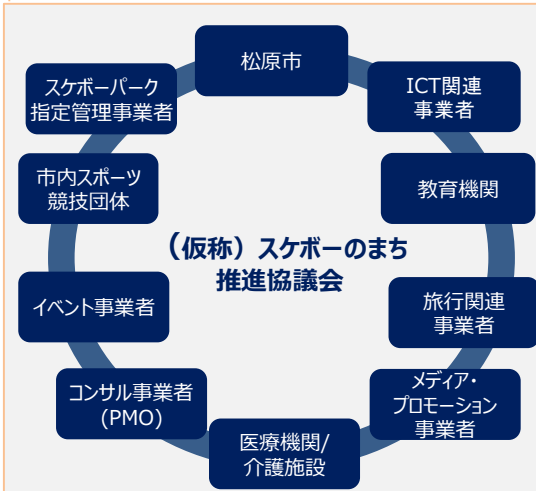 松原市
ICT関連
事業者
教育機関
旅行関連
事業者
メディア・
プロモーション
事業者
医療機関/
介護施設
コンサル事業者
(PMO)
イベント事業者
市内スポーツ
競技団体
スケボーパーク
指定管理事業者
（仮称）スケボーのまち
推進協議会